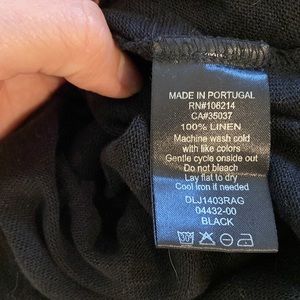 MADE IN PORTUGAL
RN#106214
CA#35037
100% LINEN
Machine wash cold
with like colors
Gentle cycle onside out
Do not bleach
Lay flat to dry
Cool iron if needed
DLJ1403RAG
04432-00
BLACK